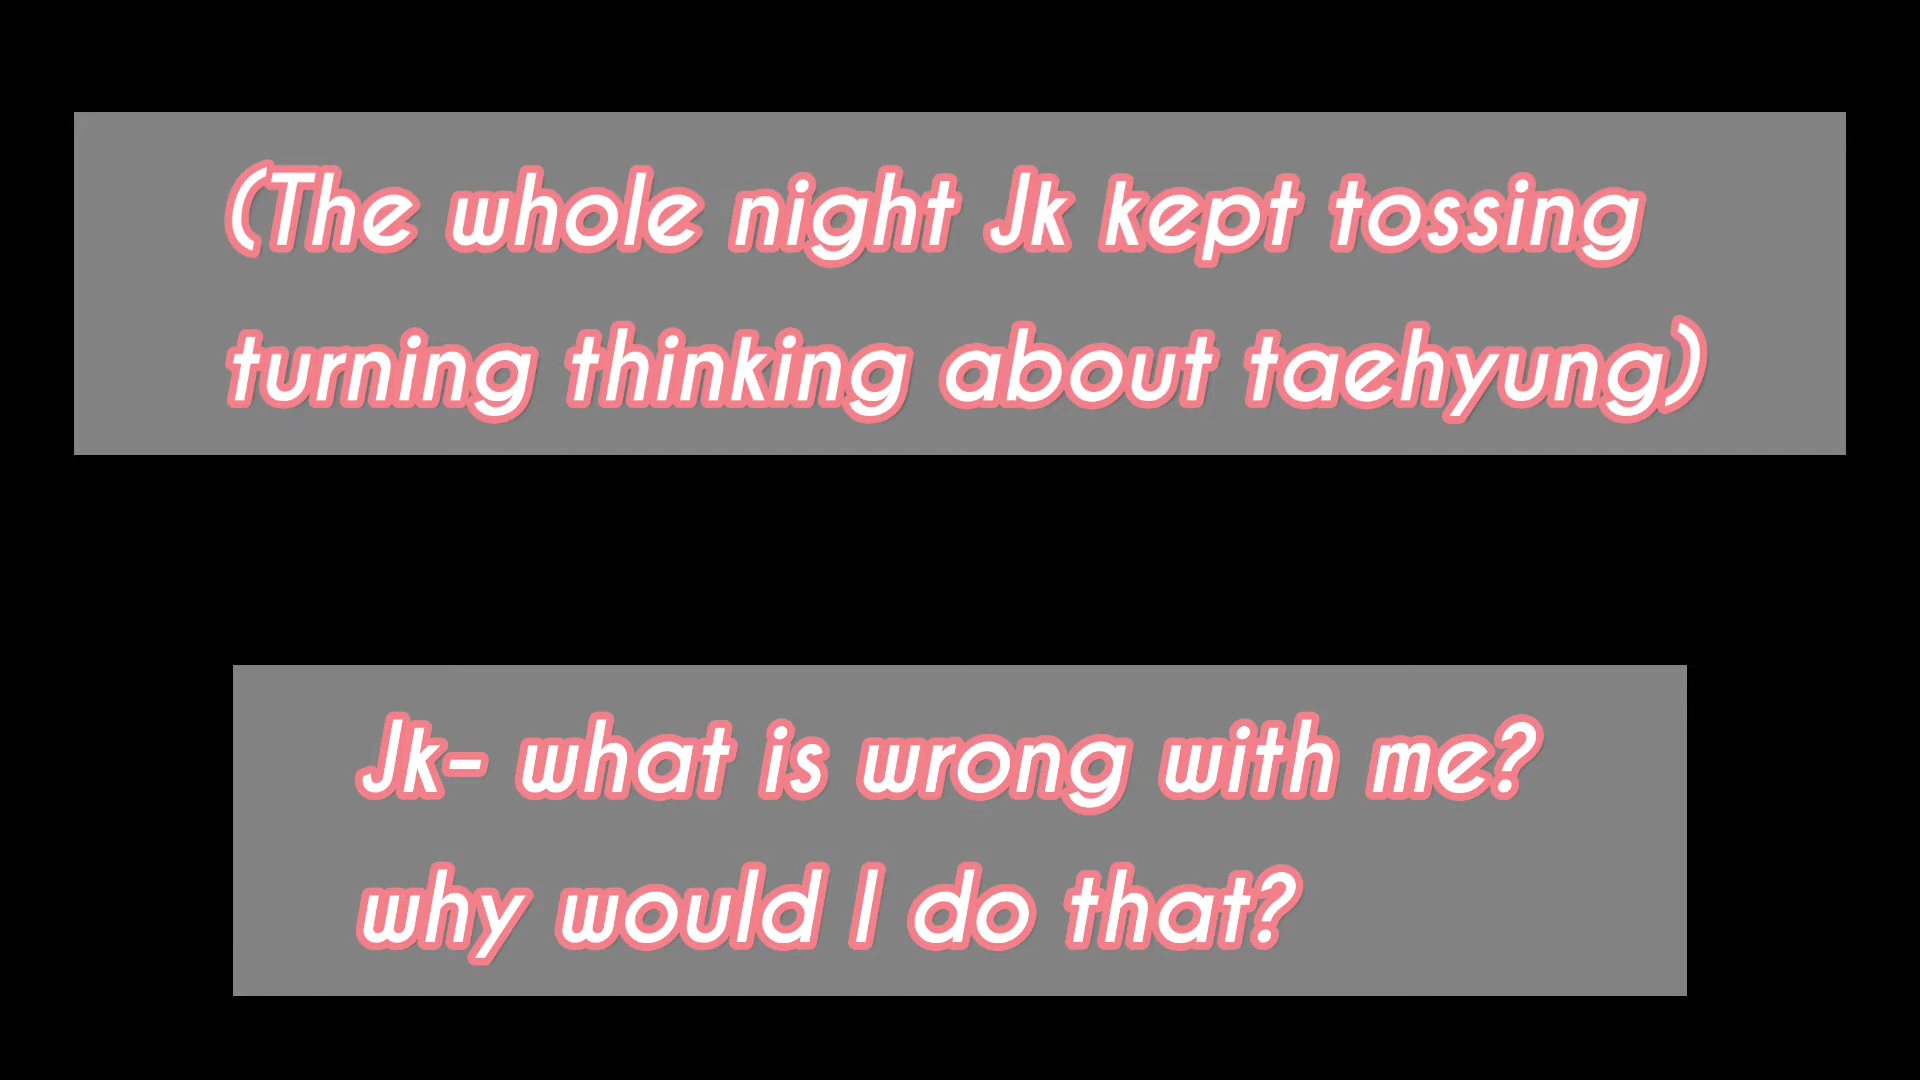 (The whole night Jk kept tossing
turning thinking about taehyung)
Jk- what is wrong with me?
why would I do that?